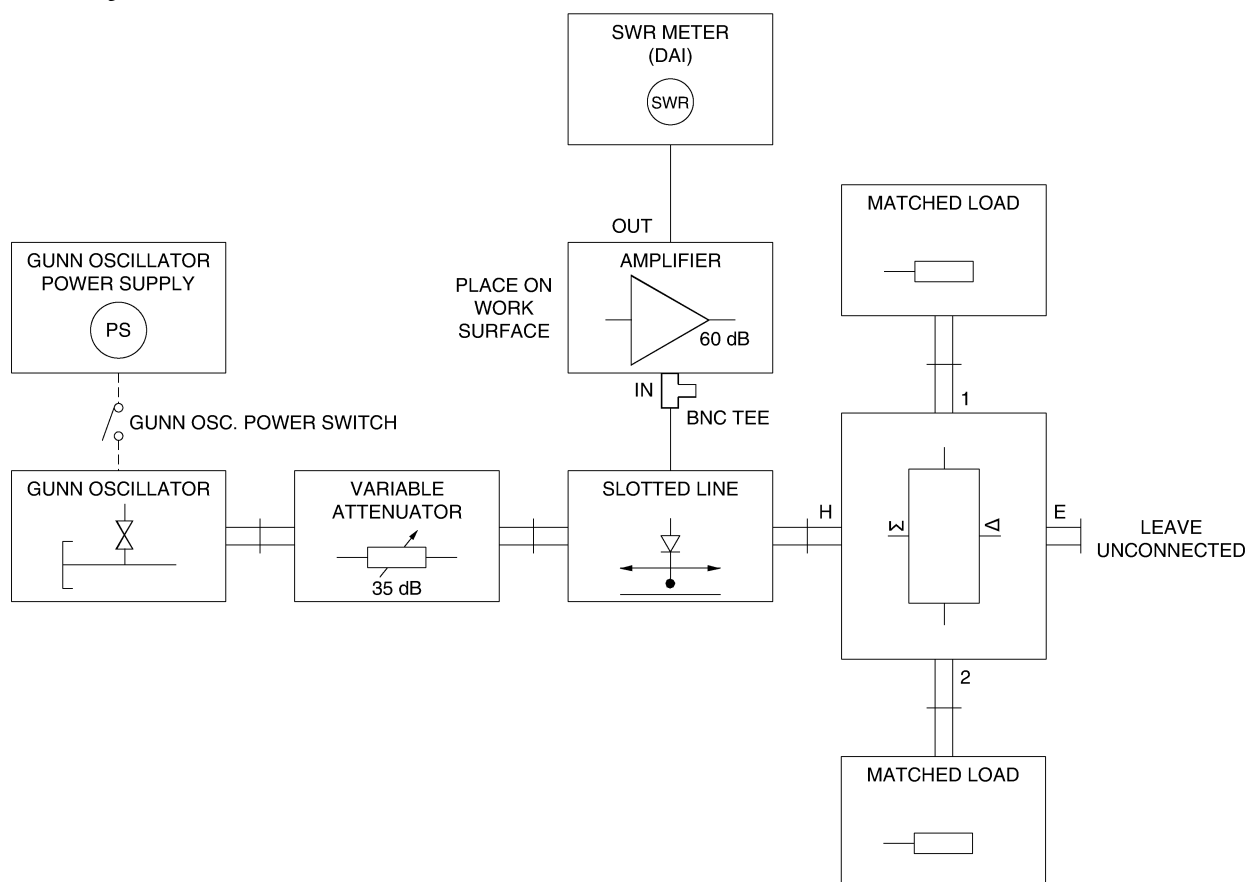 SWR METER
(DAI)
SWR
OUT
AMPLIFIER
60 dB
PLACE ON
WORK
SURFACE
IN
BNC TEE
MATCHED LOAD
1
GUNN OSCILLATOR
POWER SUPPLY
PS
GUNN OSC. POWER SWITCH
GUNN OSCILLATOR
VARIABLE
ATTENUATOR
35 dB
SLOTTED LINE
H
Σ
Δ
E
LEAVE
UNCONNECTED
2
MATCHED LOAD